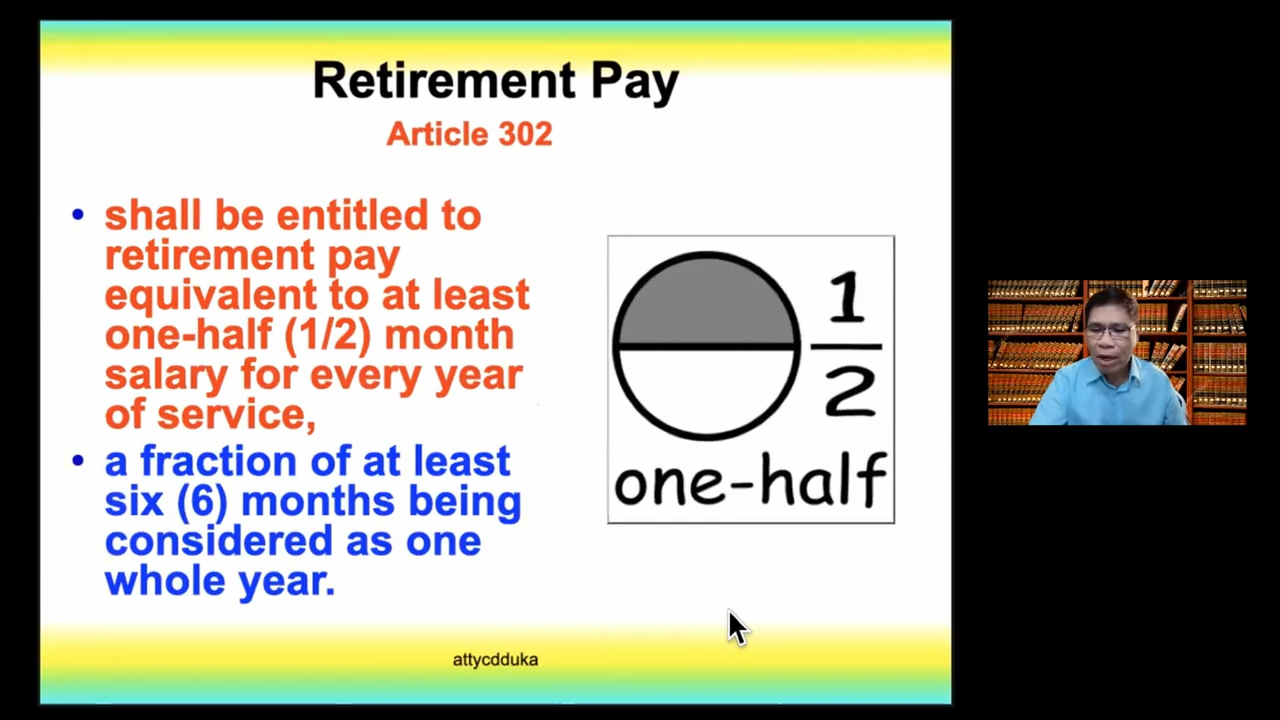 Retirement Pay
Article 302
• shall be entitled to
retirement pay
equivalent to at least
one-half (1/2) month
salary for every year
of service,
• a fraction of at least
six (6) months being
considered as one
whole year.
1
2
one-half
attycdduka